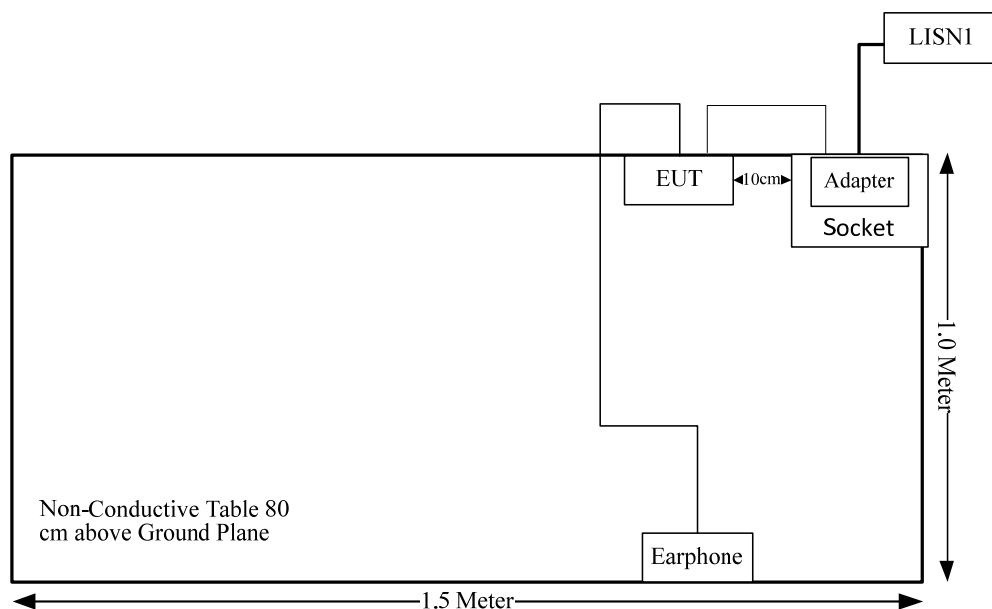 LISN1
EUT
10cm
Adapter
Socket
1.0 Meter
Non-Conductive Table 80
cm above Ground Plane
Earphone
1.5 Meter